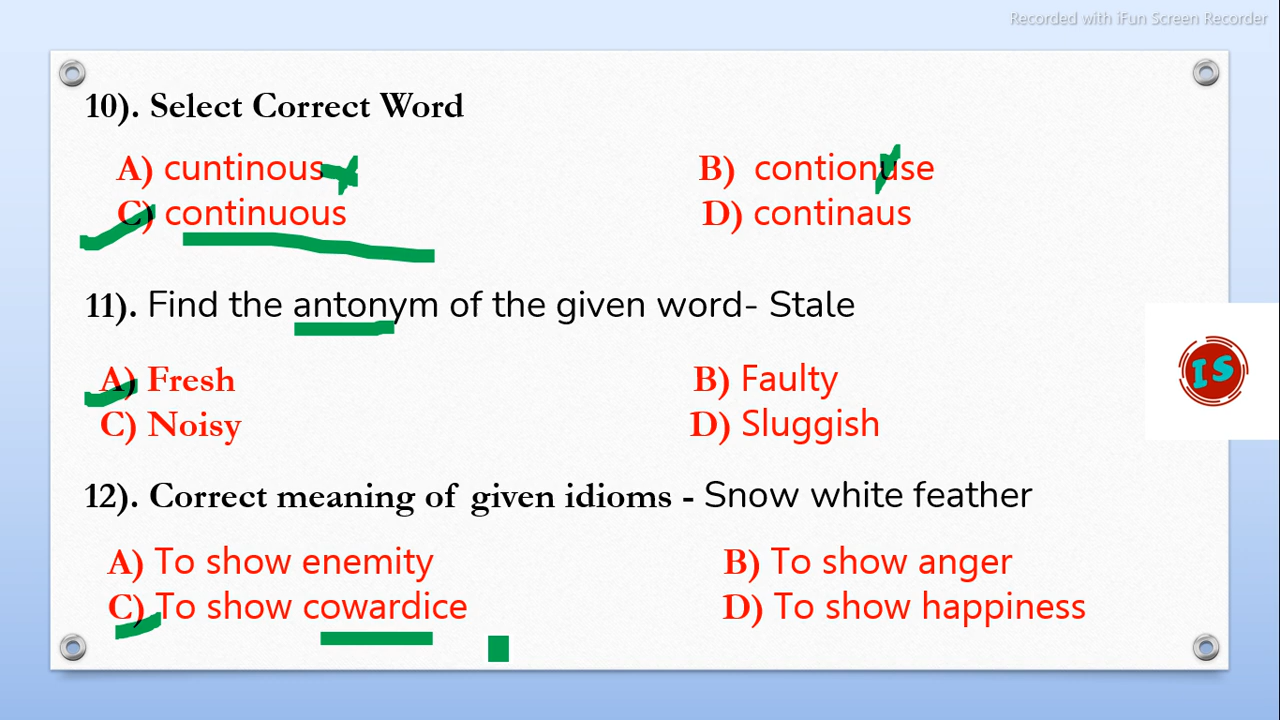 Recorded with iFun Screen Recorder
10). Select Correct Word
A) cuntinous B) contionuse
C) continuous D) continaus
11). Find the antonym of the given word- Stale
A) Fresh B) Faulty
C) Noisy D) Sluggish
IS
12). Correct meaning of given idioms - Snow white feather
A) To show enemity B) To show anger
C) To show cowardice D) To show happiness